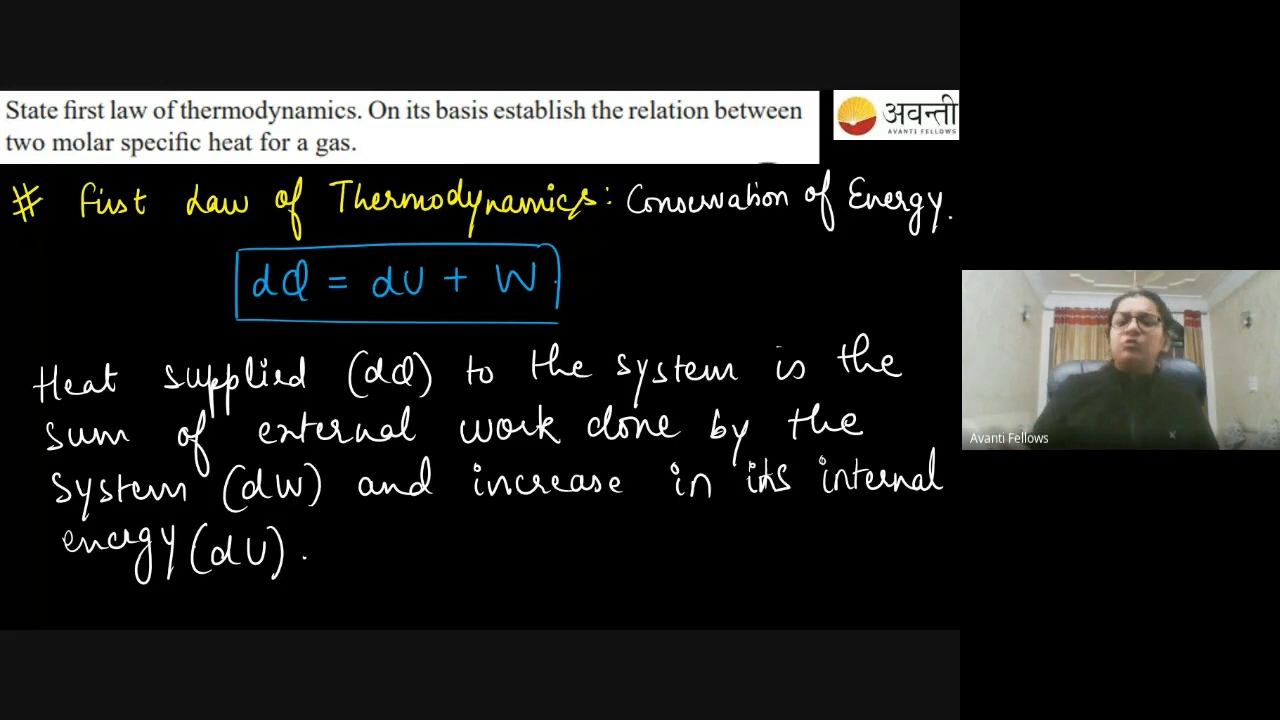 State first law of thermodynamics. On its basis establish the relation between
two molar specific heat for a gas.
अवन्ती
AVANTI FELLOWS
# First Law of Thermodynamics: Conservation of Energy.
dQ = dU + W
Heat supplied (dQ) to the system is the
sum of external work done by the
system (dW) and increase in its internal
energy (dU).
Avanti Fellows